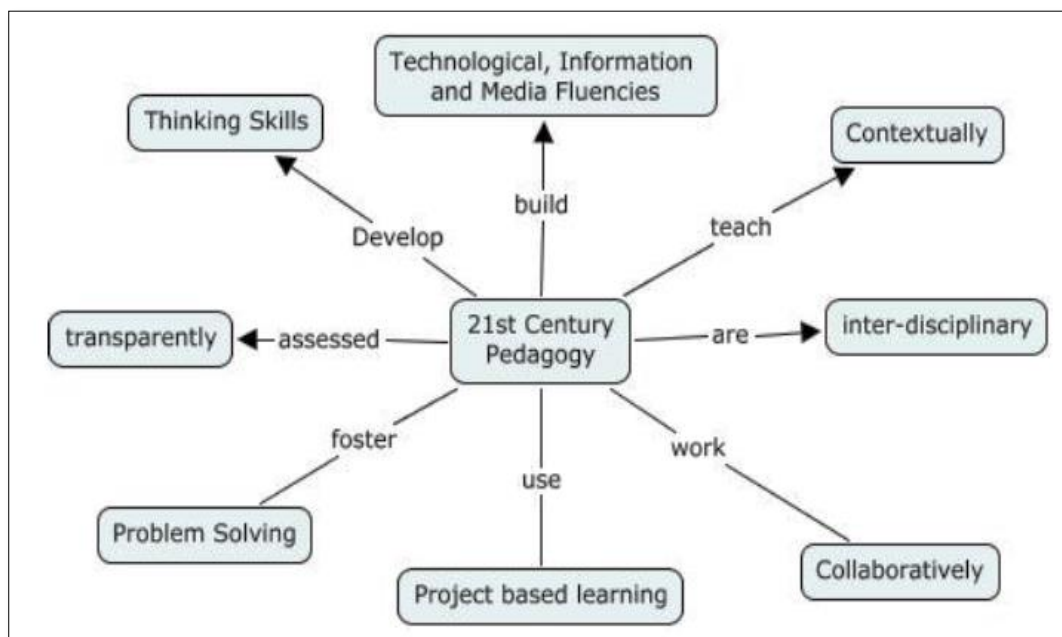 Technological, Information
and Media Fluencies
Thinking Skills
Contextually
build
teach
Develop
21st Century
Pedagogy
transparently
assessed
are
inter-disciplinary
foster
work
use
Problem Solving
Collaboratively
Project based learning